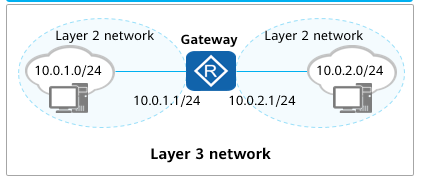 Layer 2 network
Gateway
Layer 2 network
10.0.1.0/24
R
10.0.2.0/24
10.0.1.1/24
10.0.2.1/24
Layer 3 network